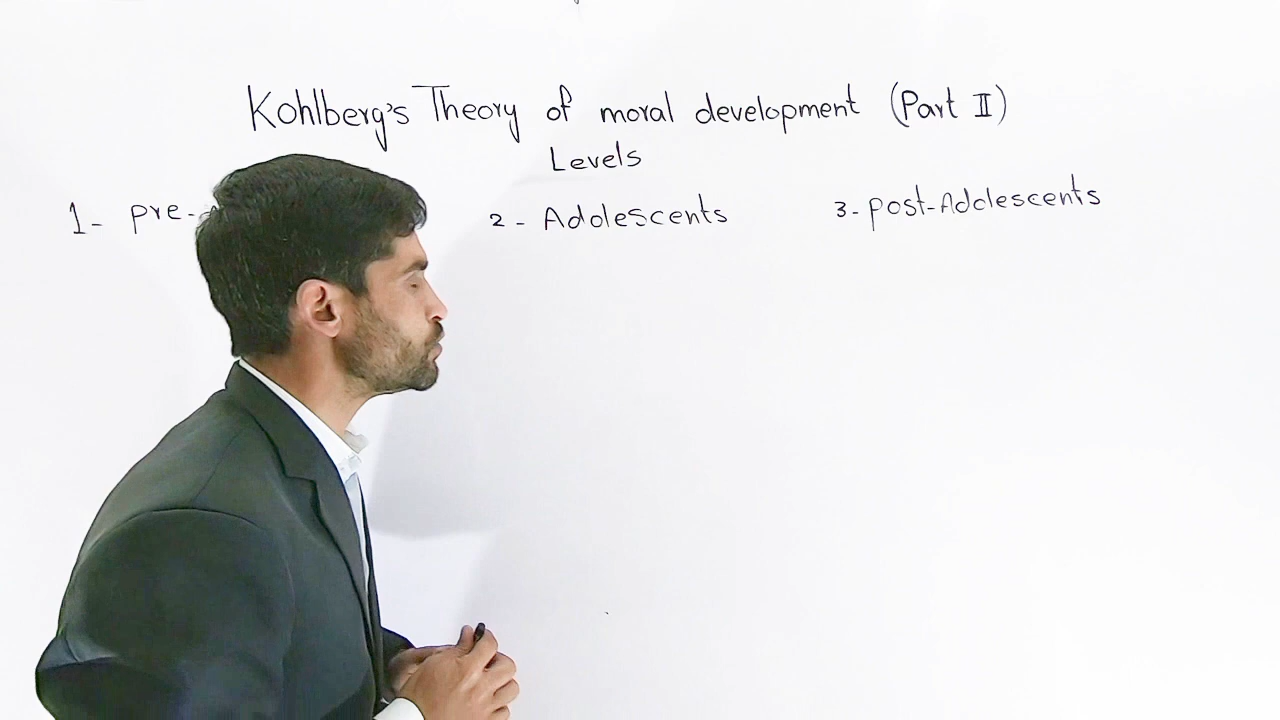 Kohlberg's Theory of moral development (Part II)
Levels
1- pre- 2- Adolescents 3- post-Adolescents